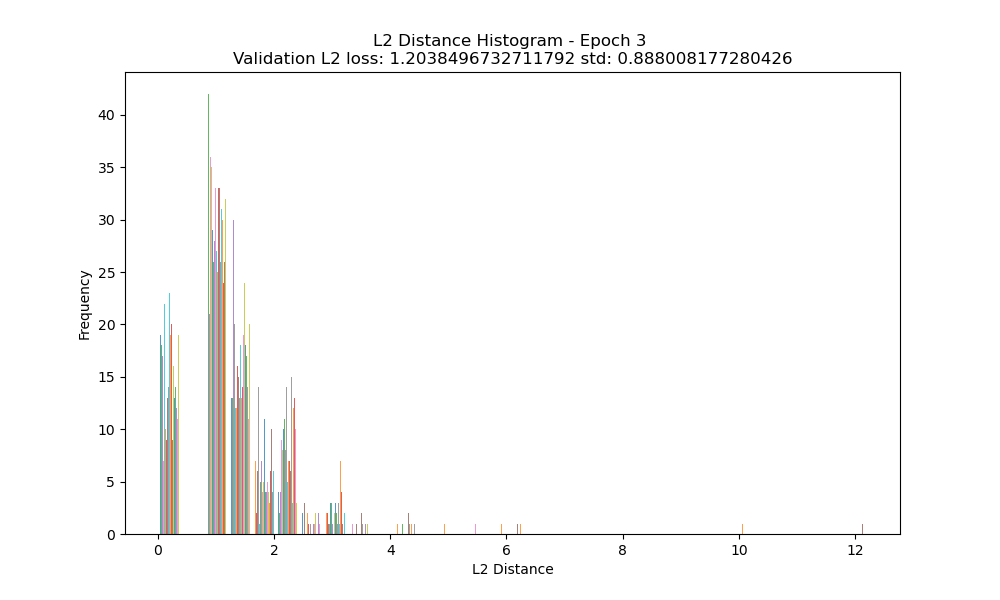 L2 Distance Histogram - Epoch 3
Validation L2 loss: 1.2038496732711792 std: 0.888008177280426
Frequency
40
35
30
25
20
15
10
5
0
0 2 4 6 8 10 12
L2 Distance